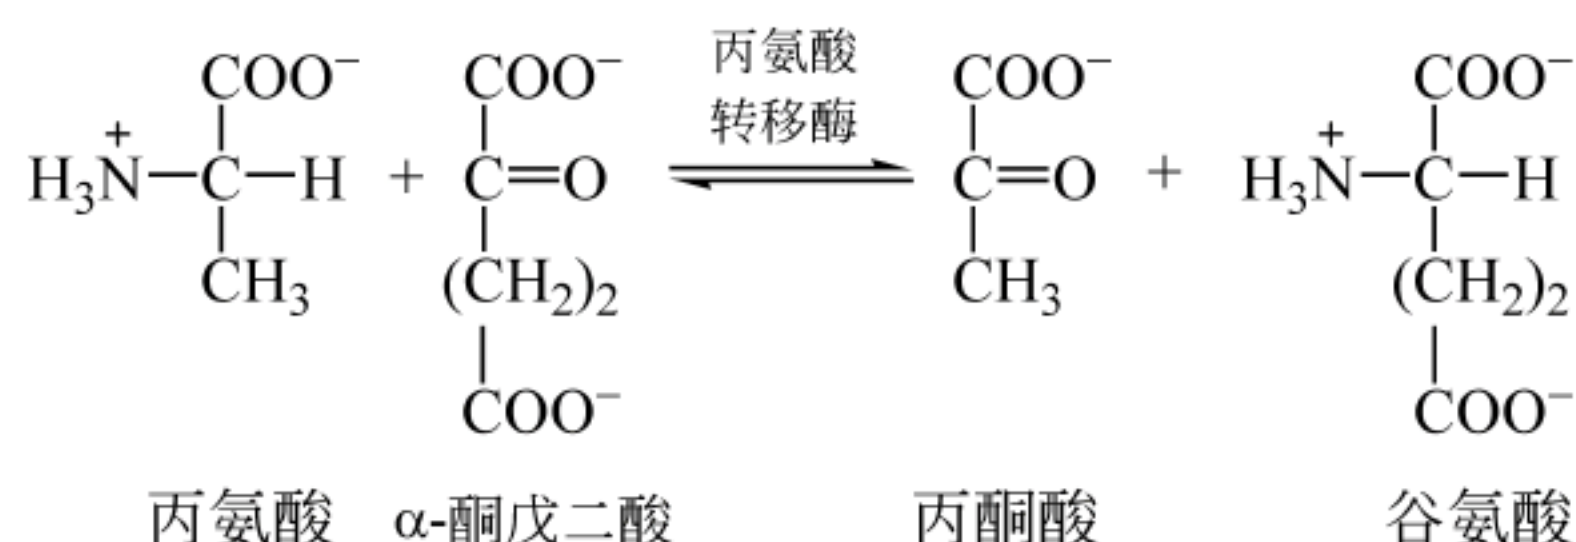 丙氨酸
转移酶
COO⁻ COO⁻ COO⁻ COO⁻
H₃N⁺—C—H + C=O ⇌ C=O + H₃N⁺—C—H
CH₃ (CH₂)₂ CH₃ (CH₂)₂
COO⁻ COO⁻
丙氨酸 α-酮戊二酸 丙酮酸 谷氨酸